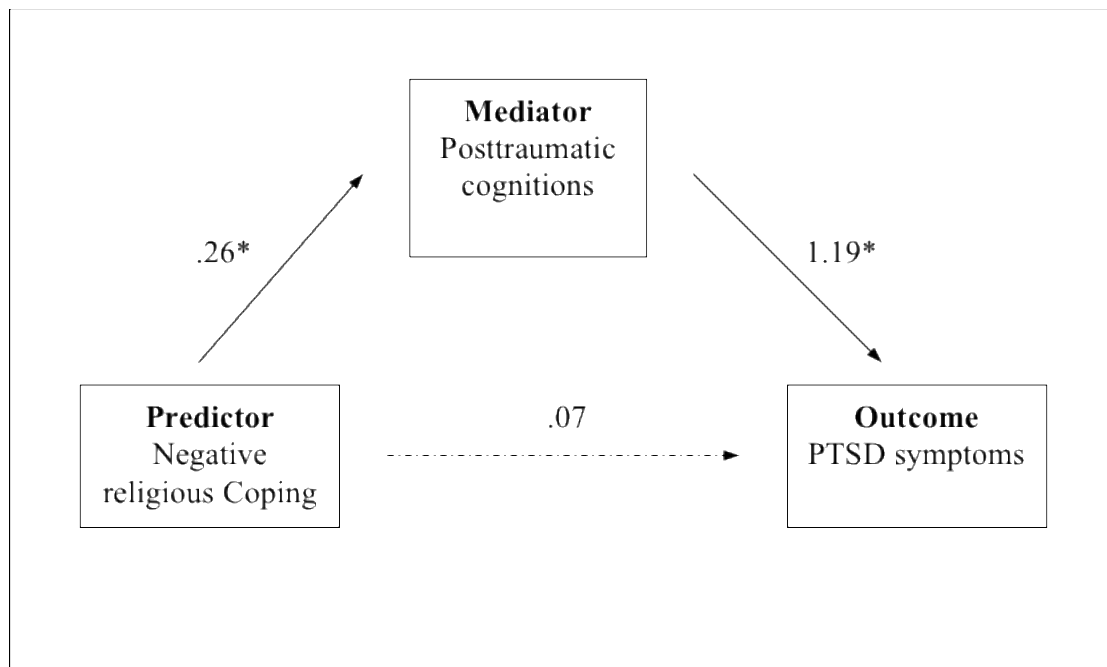 Mediator
Posttraumatic
cognitions
.26*
1.19*
Predictor
Negative
religious Coping
.07
Outcome
PTSD symptoms